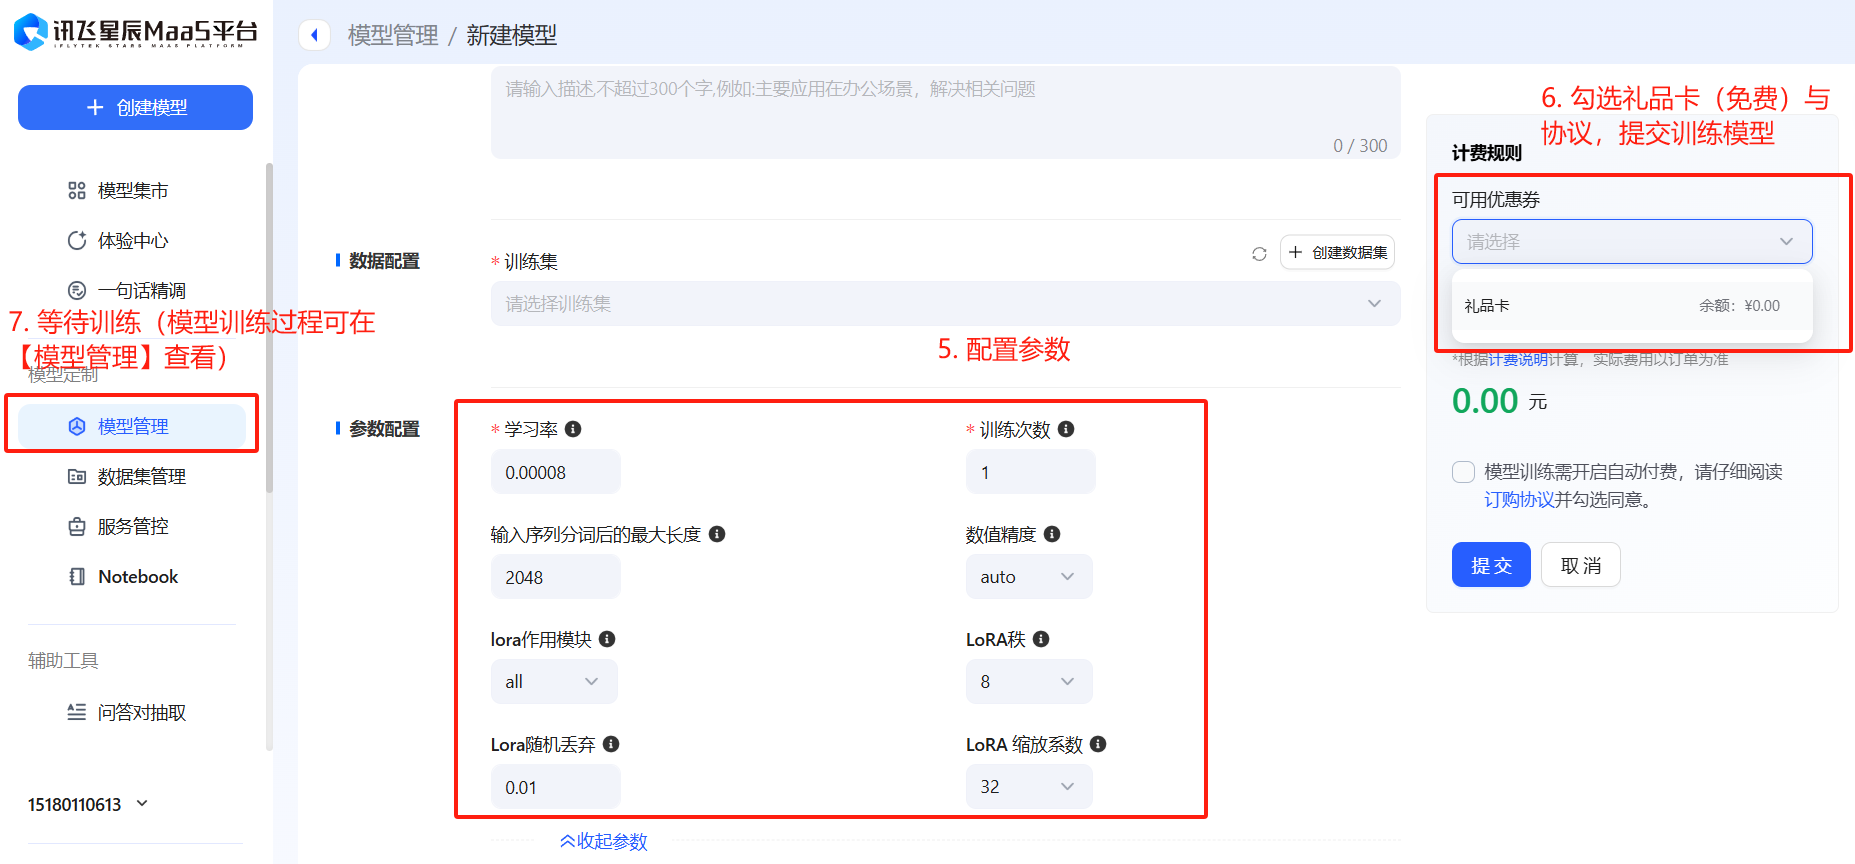 讯飞星辰MaaS平台
IFLYTEK STARS MAAS PLATFORM
创建模型
模型集市
体验中心
一句话精调
7. 等待训练（模型训练过程可在
【模型管理】查看）
模型定制
模型管理
数据集管理
服务管控
Notebook
辅助工具
问答对抽取
15180110613
模型管理 / 新建模型
请输入描述,不超过300个字,例如:主要应用在办公场景，解决相关问题
0 / 300
数据配置
* 训练集
创建数据集
请选择训练集
5. 配置参数
参数配置
* 学习率
* 训练次数
0.00008
1
输入序列分词后的最大长度
数值精度
2048
auto
lora作用模块
LoRA秩
all
8
Lora随机丢弃
LoRA 缩放系数
0.01
32
收起参数
6. 勾选礼品卡（免费）与
协议，提交训练模型
计费规则
可用优惠券
请选择
礼品卡
余额：¥0.00
*根据计费说明计算，实际费用以订单为准
0.00 元
模型训练需开启自动付费，请仔细阅读
订购协议并勾选同意。
提交
取消